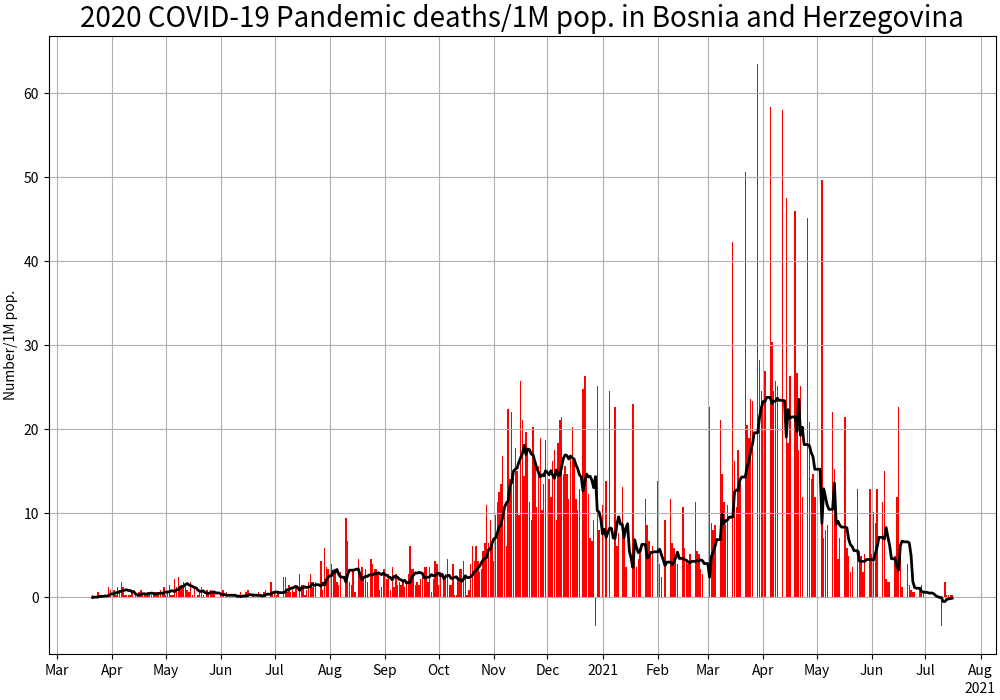 2020 COVID-19 Pandemic deaths/1M pop. in Bosnia and Herzegovina
Number/1M pop.
60
50
40
30
20
10
0
Mar Apr May Jun Jul Aug Sep Oct Nov Dec 2021 Feb Mar Apr May Jun Jul Aug
2021